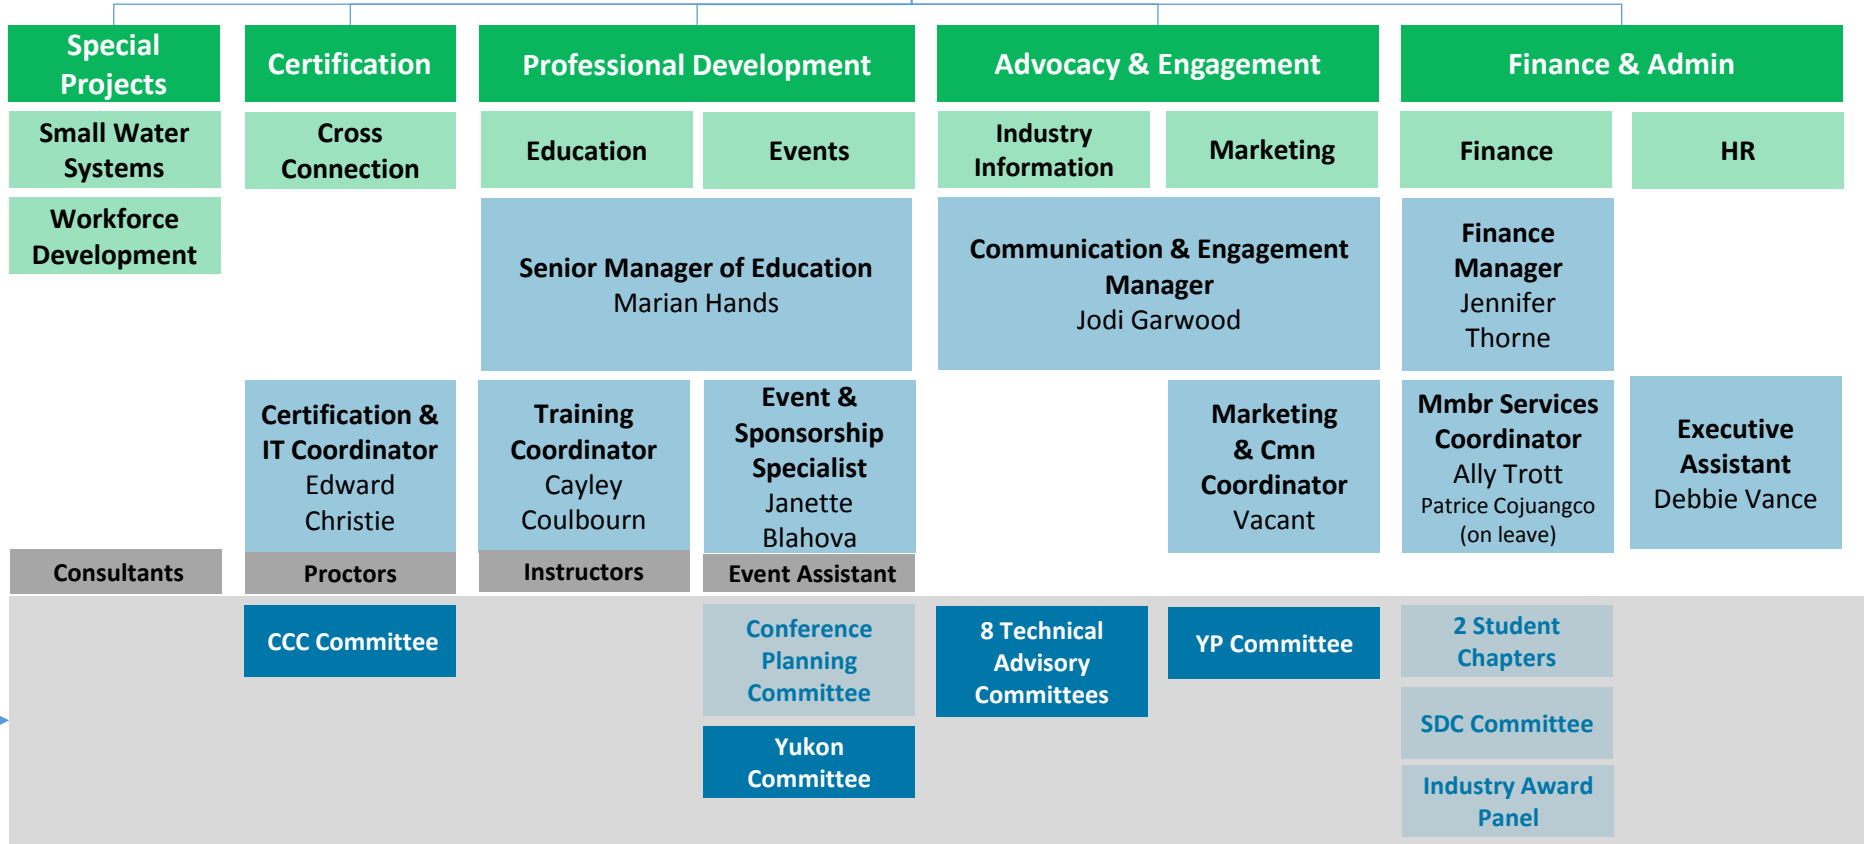 Special
Projects
Certification
Professional Development
Advocacy & Engagement
Finance & Admin
Small Water
Systems
Cross
Connection
Education
Events
Industry
Information
Marketing
Finance
HR
Workforce
Development
Senior Manager of Education
Marian Hands
Communication & Engagement
Manager
Jodi Garwood
Finance
Manager
Jennifer
Thorne
Certification &
IT Coordinator
Edward
Christie
Training
Coordinator
Cayley
Coulbourn
Event &
Sponsorship
Specialist
Janette
Blahova
Marketing
& Cmn
Coordinator
Vacant
Mmbr Services
Coordinator
Ally Trott
Patrice Cojuangco
(on leave)
Executive
Assistant
Debbie Vance
Consultants
Proctors
Instructors
Event Assistant
CCC Committee
Conference
Planning
Committee
8 Technical
Advisory
Committees
YP Committee
2 Student
Chapters
Yukon
Committee
SDC Committee
Industry Award
Panel